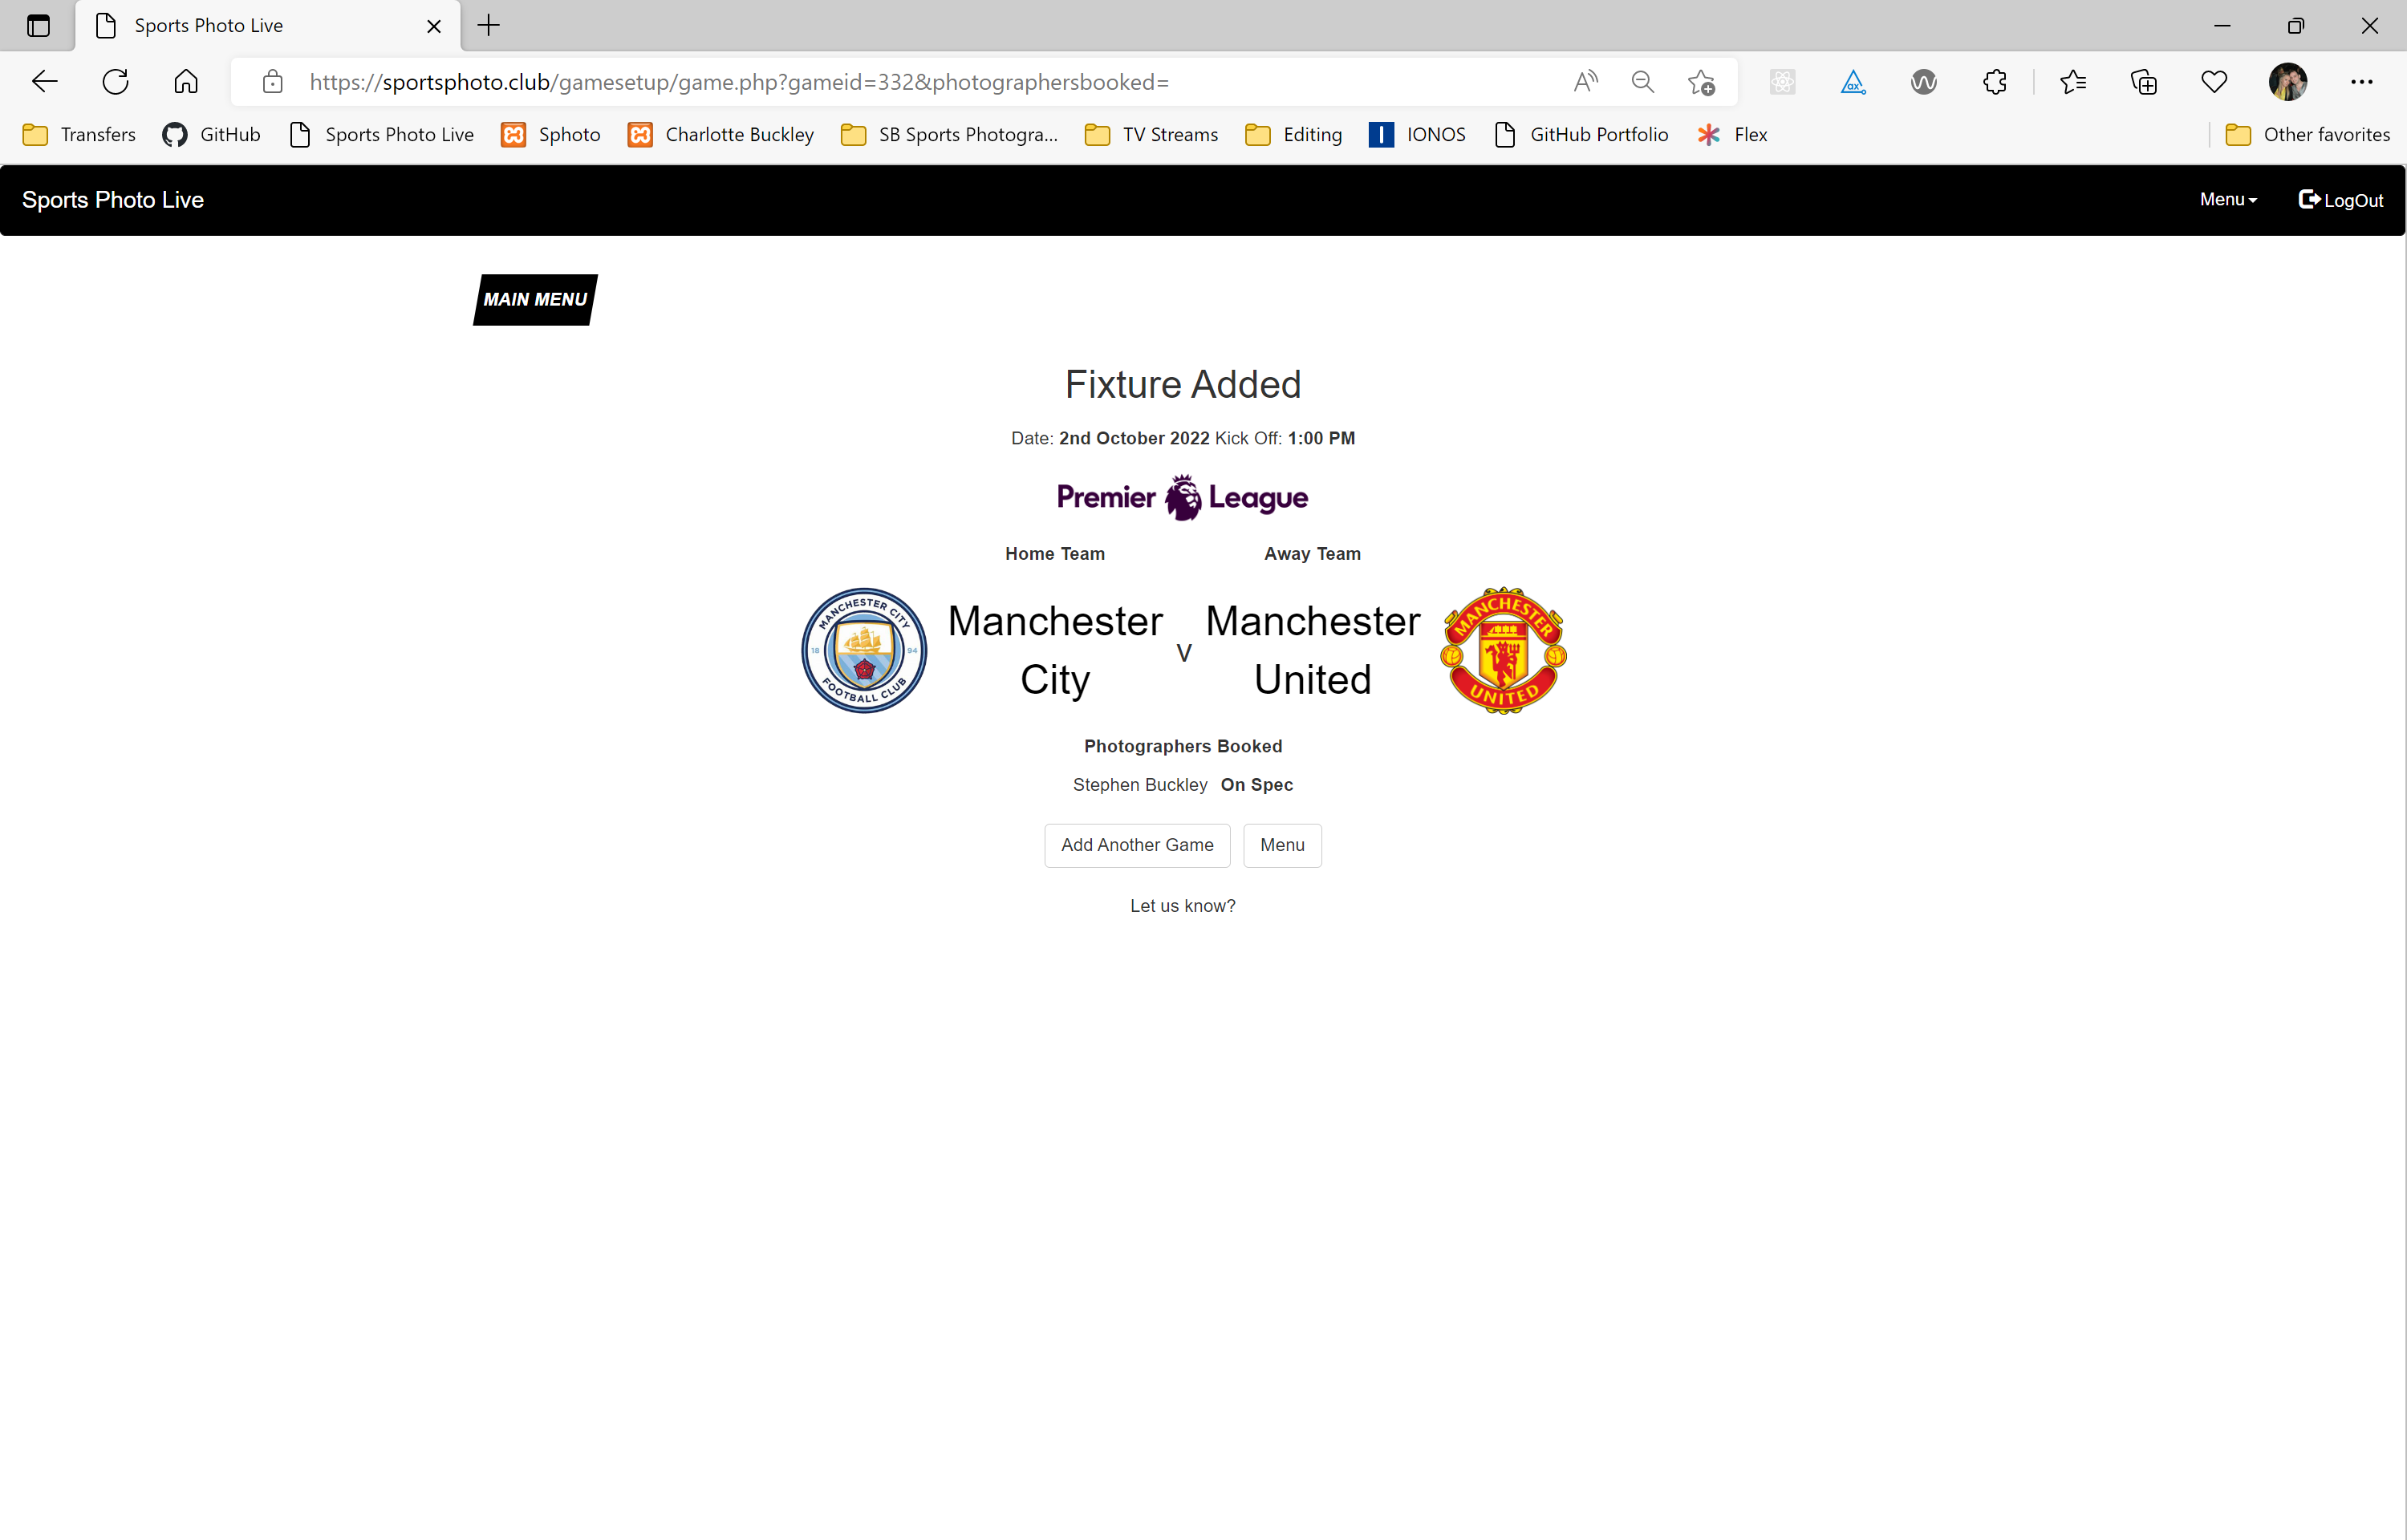 Sports Photo Live
https://sportsphoto.club/gamesetup/game.php?gameid=332&photographersbooked=
Transfers GitHub Sports Photo Live Sphoto Charlotte Buckley SB Sports Photogra... TV Streams Editing IONOS GitHub Portfolio Flex Other favorites
Sports Photo Live Menu LogOut
MAIN MENU
Fixture Added
Date: 2nd October 2022 Kick Off: 1:00 PM
Premier League
Home Team Away Team
MANCHESTER CITY
18 94
FOOTBALL CLUB
Manchester
City
v
Manchester
United
MANCHESTER
UNITED
Photographers Booked
Stephen Buckley On Spec
Add Another Game Menu
Let us know?